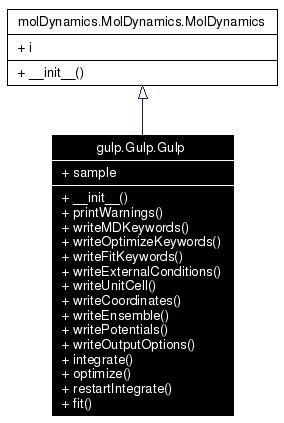 molDynamics.MolDynamics.MolDynamics
+ i
+ __init__()
gulp.Gulp.Gulp
+ sample
+ __init__()
+ printWarnings()
+ writeMDKeywords()
+ writeOptimizeKeywords()
+ writeFitKeywords()
+ writeExternalConditions()
+ writeUnitCell()
+ writeCoordinates()
+ writeEnsemble()
+ writePotentials()
+ writeOutputOptions()
+ integrate()
+ optimize()
+ restartIntegrate()
+ fit()